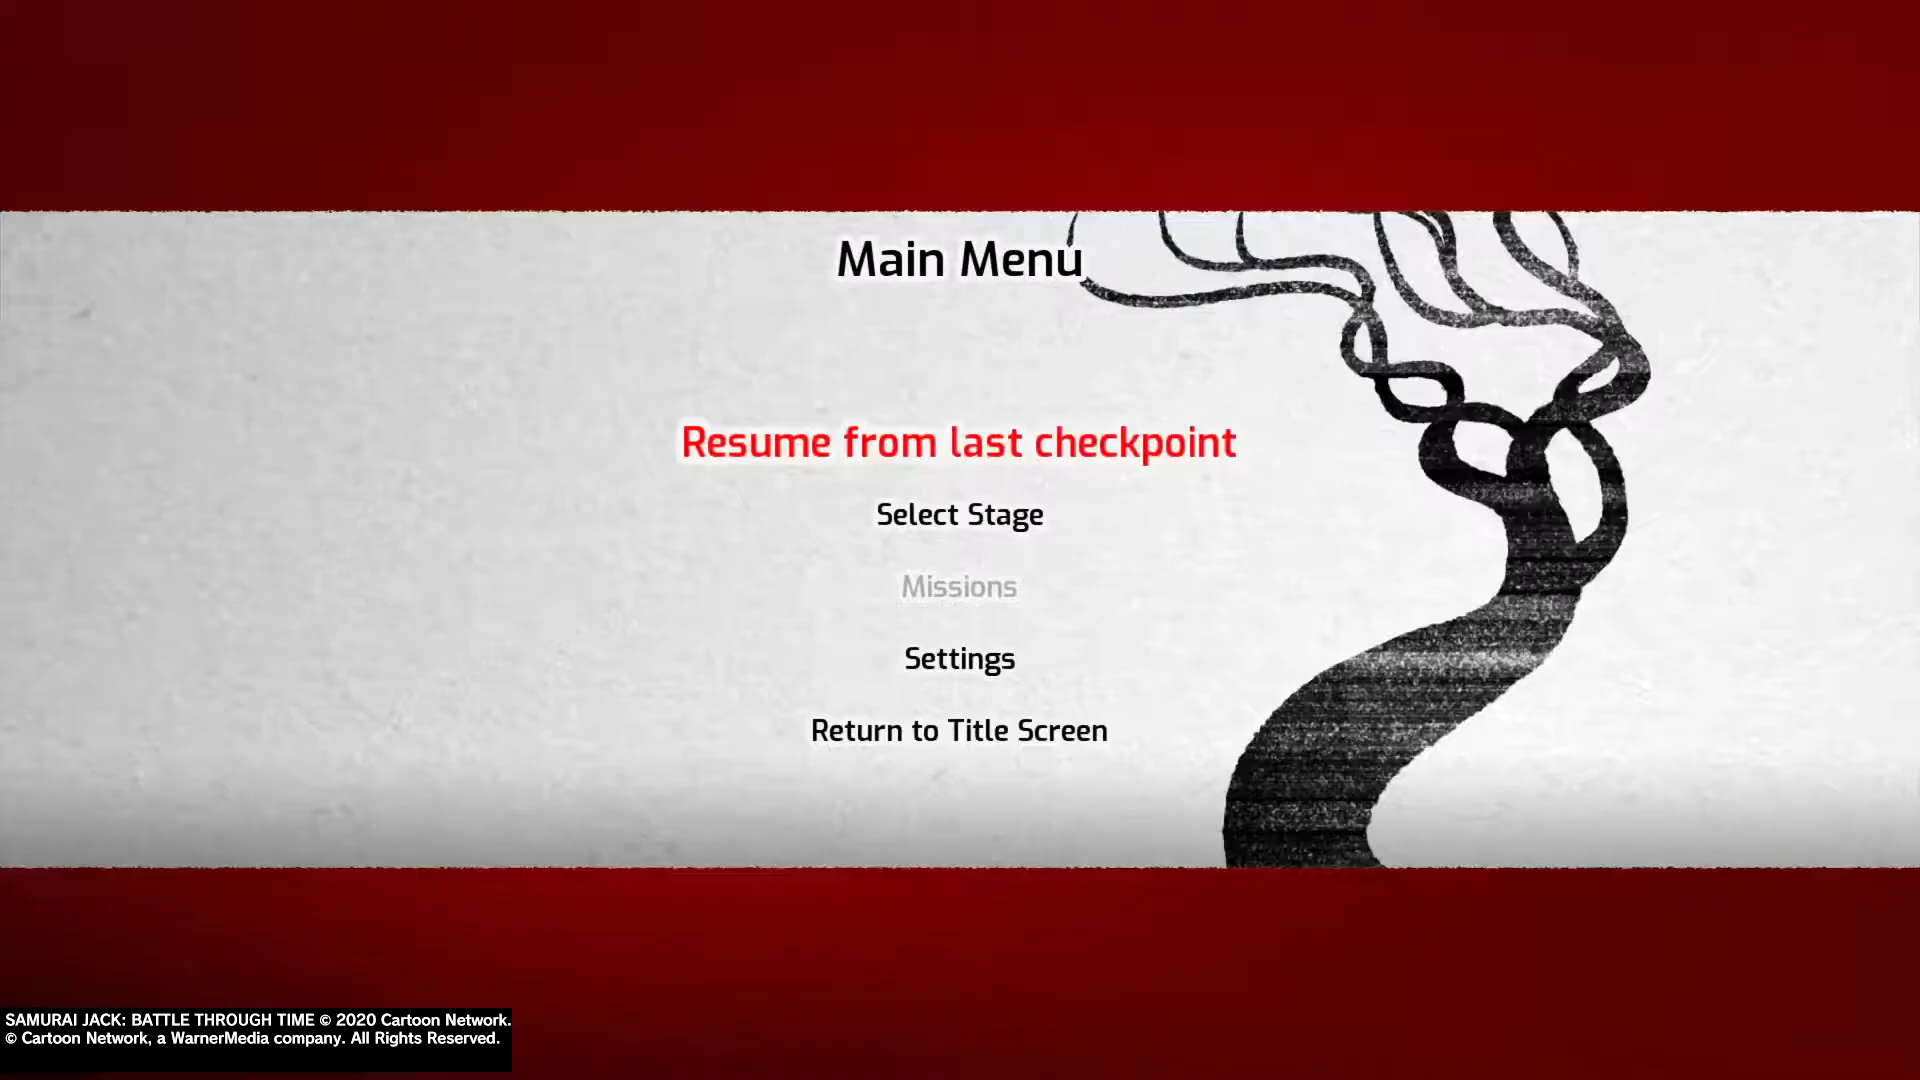 Main Menu
Resume from last checkpoint
Select Stage
Missions
Settings
Return to Title Screen
SAMURAI JACK: BATTLE THROUGH TIME © 2020 Cartoon Network.
© Cartoon Network, a WarnerMedia company. All Rights Reserved.